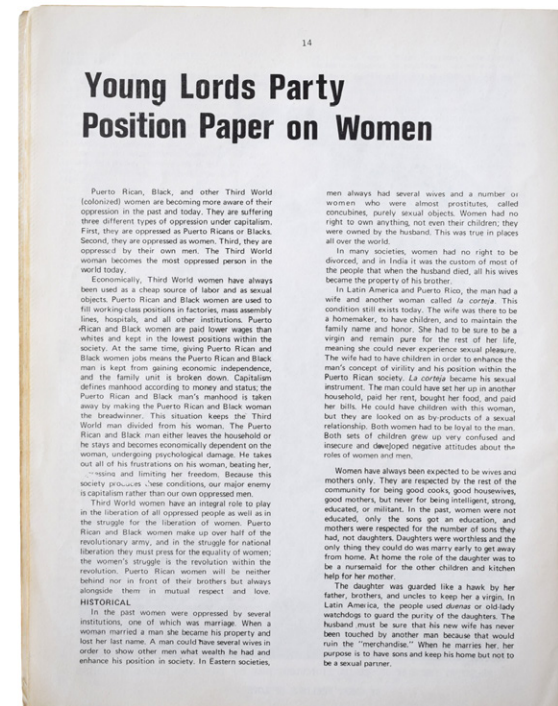 14
Young Lords Party
Position Paper on Women
Puerto Rican, Black, and other Third World
(colonized) women are becoming more aware of their
oppression in the past and today. They are suffering
three different types of oppression under capitalism.
First, they are oppressed as Puerto Ricans or Blacks.
Second, they are oppressed as women. Third, they are
oppressed by their own men. The Third World
woman becomes the most oppressed person in the
world today.
Economically, Third World women have always
been used as a cheap source of labor and as sexual
objects. Puerto Rican and Black women are used to
fill working-class positions in factories, mass assembly
lines, hospitals, and all other institutions. Puerto
Rican and Black women are paid lower wages than
whites and kept in the lowest positions within the
society. At the same time, giving Puerto Rican and
Black women jobs means the Puerto Rican and Black
man is kept from gaining economic independence,
and the family unit is broken down. Capitalism
defines manhood according to money and status; the
Puerto Rican and Black man's manhood is taken
away by making the Puerto Rican and Black woman
the breadwinner. This situation keeps the Third
World man divided from his woman. The Puerto
Rican and Black man either leaves the household or
he stays and becomes economically dependent on the
woman, undergoing psychological damage. He takes
out all of his frustrations on his woman, beating her,
and limiting her freedom. Because this
society produces these conditions, our major enemy
is capitalism rather than our own oppressed men.
Third World women have an integral role to play
in the liberation of all oppressed people as well as in
the struggle for the liberation of women. Puerto
Rican and Black women make up over half of the
revolutionary army, and in the struggle for national
liberation they must press for the equality of women;
the women's struggle is the revolution within the
revolution. Puerto Rican women will be neither
behind nor in front of their brothers but always
alongside them in mutual respect and love.
HISTORICAL
In the past women were oppressed by several
institutions, one of which was marriage. When a
woman married a man she became his property and
lost her last name. A man could have several wives in
order to show other men what wealth he had and
enhance his position in society. In Eastern societies,
men always had several wives and a number of
women who were almost prostitutes, called
concubines, purely sexual objects. Women had no
right to own anything, not even their children; they
were owned by the husband. This was true in places
all over the world.
In many societies, women had no right to be
divorced, and in India it was the custom of most of
the people that when the husband died, all his wives
became the property of his brother.
In Latin America and Puerto Rico, the man had a
wife and another woman called la corteja. This
condition still exists today. The wife was there to be
a homemaker, to have children, and to maintain the
family name and honor. She had to be sure to be a
virgin and remain pure for the rest of her life,
meaning she could never experience sexual pleasure.
The wife had to have children in order to enhance the
man's concept of virility and his position within the
Puerto Rican society. La corteja became his sexual
instrument. The man could have set her up in another
household, paid her rent, bought her food, and paid
her bills. He could have children with this woman,
but they are looked on as by-products of a sexual
relationship. Both women had to be loyal to the man.
Both sets of children grew up very confused and
insecure and developed negative attitudes about the
roles of women and men.
Women have always been expected to be wives and
mothers only. They are respected by the rest of the
community for being good cooks, good housewives,
good mothers, but never for being intelligent, strong,
educated, or militant. In the past, women were not
educated, only the sons got an education, and
mothers were respected for the number of sons they
had, not daughters. Daughters were worthless and the
only thing they could do was marry early to get away
from home. At home the role of the daughter was to
be a nursemaid for the other children and kitchen
help for her mother.
The daughter was guarded like a hawk by her
father, brothers, and uncles to keep her a virgin. In
Latin America, the people used duenas or old-lady
watchdogs to guard the purity of the daughters. The
husband must be sure that his new wife has never
been touched by another man because that would
ruin the "merchandise." When he marries her, her
purpose is to have sons and keep his home but not to
be a sexual partner.